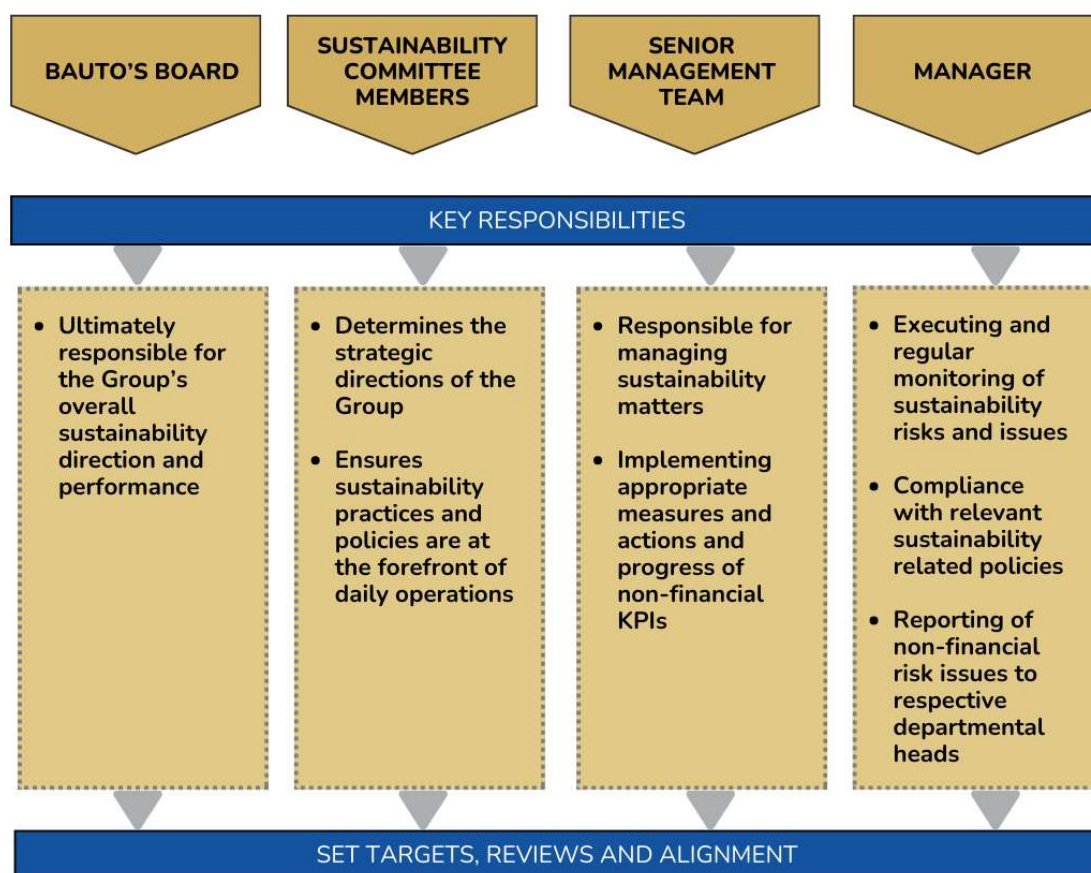 BAUTO'S BOARD
SUSTAINABILITY
COMMITTEE
MEMBERS
SENIOR
MANAGEMENT
TEAM
MANAGER
KEY RESPONSIBILITIES
• Ultimately
responsible for
the Group's
overall
sustainability
direction and
performance
• Determines the
strategic
directions of the
Group
• Ensures
sustainability
practices and
policies are at
the forefront of
daily operations
• Responsible for
managing
sustainability
matters
• Implementing
appropriate
measures and
actions and
progress of
non-financial
KPIs
• Executing and
regular
monitoring of
sustainability
risks and issues
• Compliance
with relevant
sustainability
related policies
• Reporting of
non-financial
risk issues to
respective
departmental
heads
SET TARGETS, REVIEWS AND ALIGNMENT